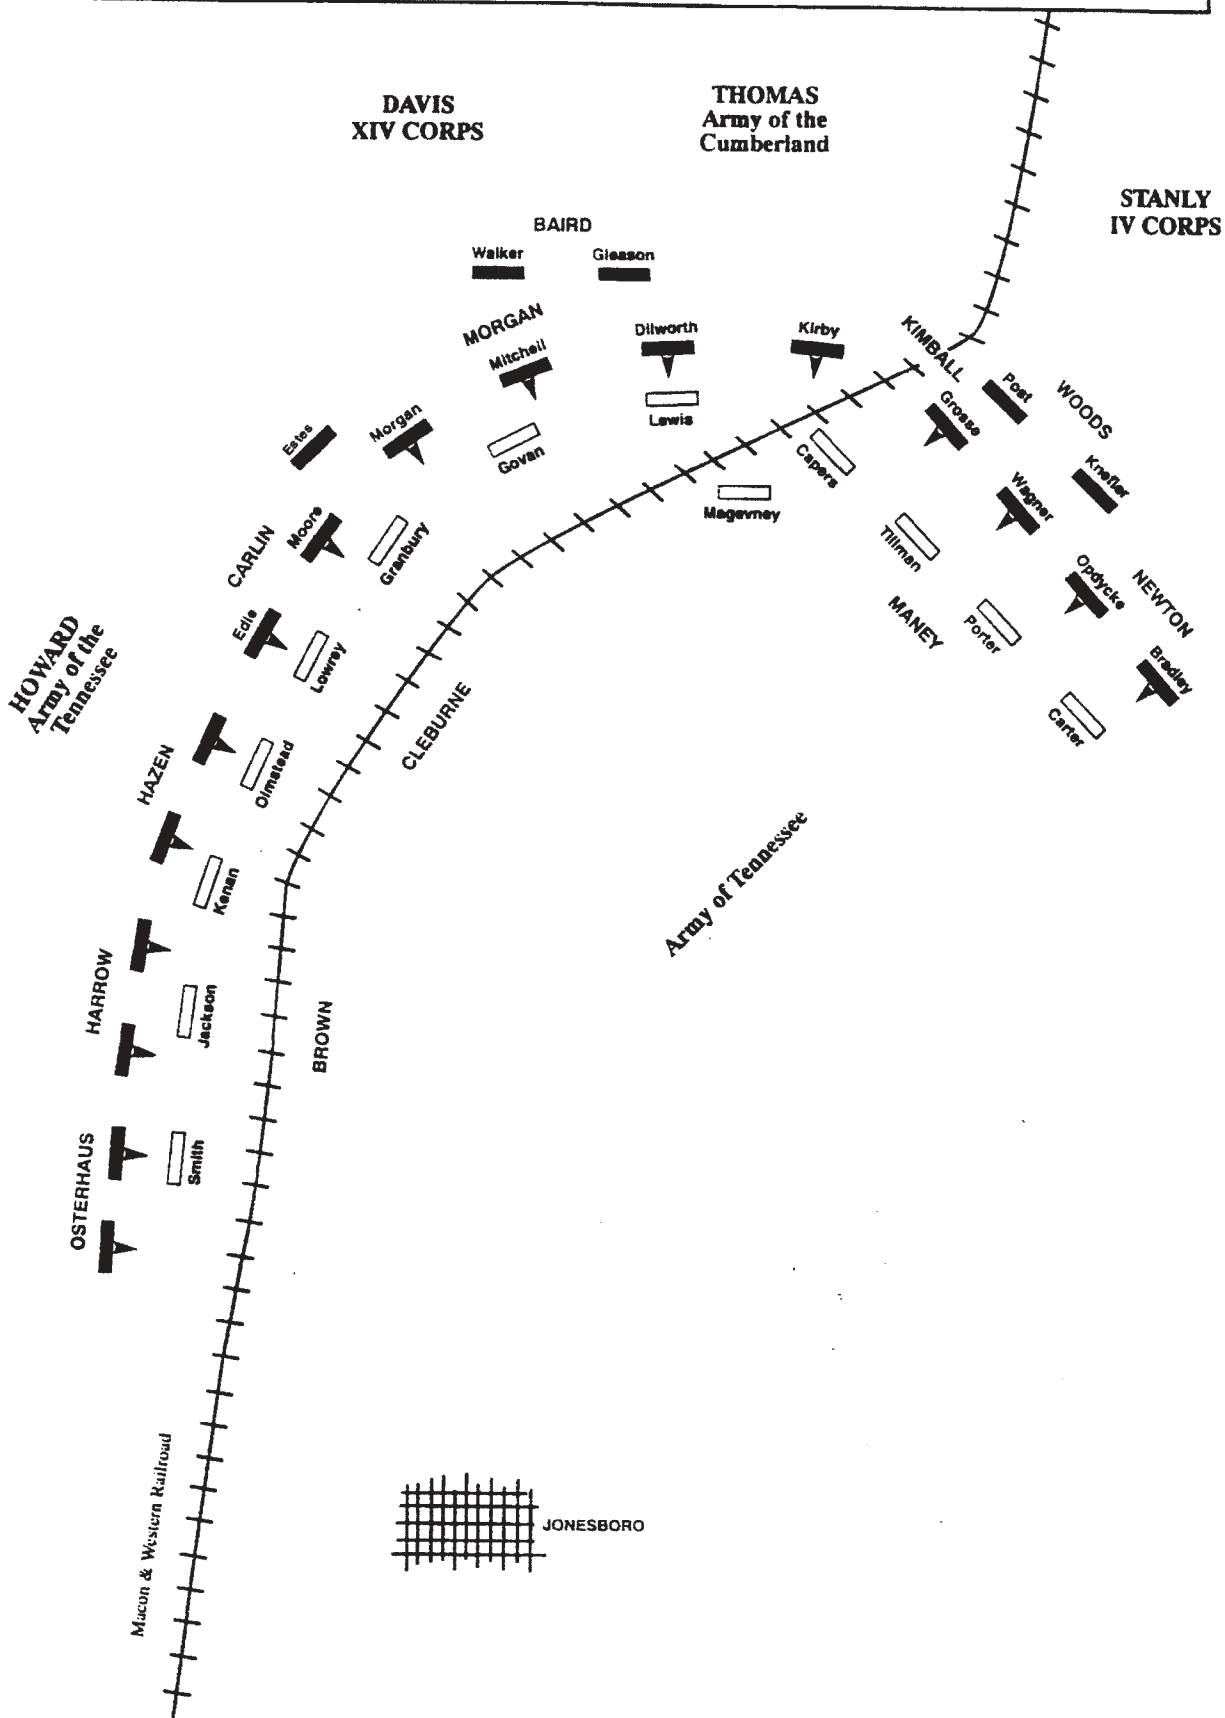 DAVIS
XIV CORPS
THOMAS
Army of the
Cumberland
STANLY
IV CORPS
BAIRD
Walker
Gleason
MORGAN
Mitchell
Dilworth
Kirby
KIMBALL
Post
WOODS
Grosse
Lewis
Govan
Morgan
Estes
Capers
Magevney
Wagner
Knefler
Moore
CARLIN
Granbury
Tillman
Opdycke
NEWTON
MANEY
Porter
Bradley
Carter
Edie
Lowrey
HOWARD
Army of the
Tennessee
CLEBURNE
HAZEN
Olmstead
Kenan
Army of Tennessee
HARROW
Jackson
BROWN
OSTERHAUS
Smith
Macon & Western Railroad
JONESBORO